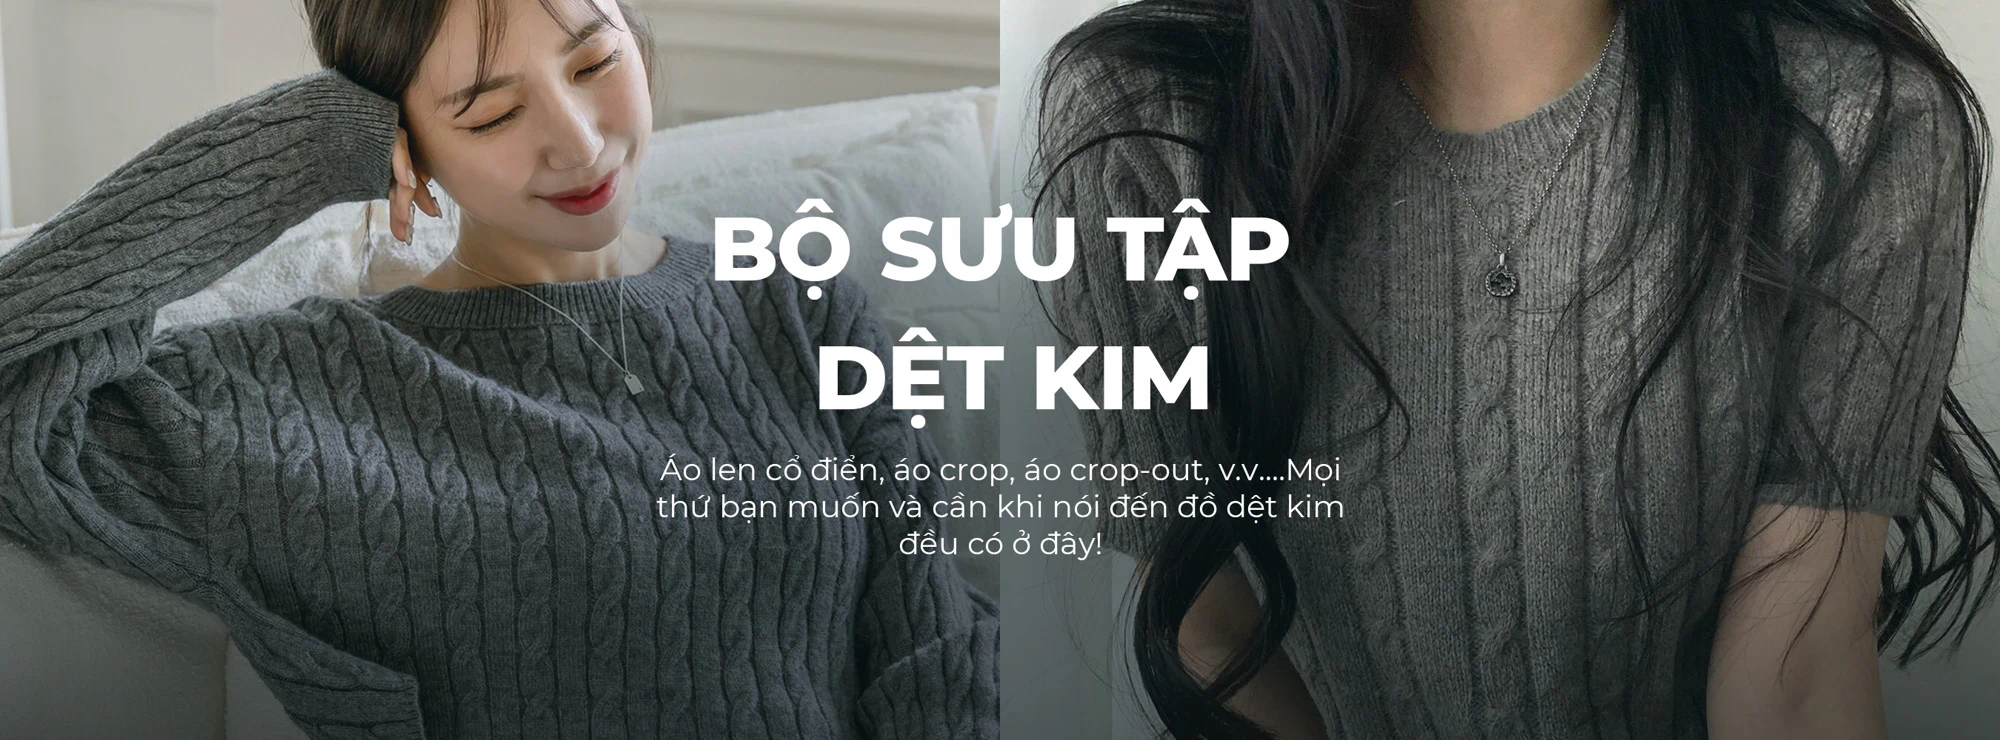 BỘ SƯU TẬP
DỆT KIM
Áo len cổ điển, áo crop, áo crop-out, v.v....Mọi
thứ bạn muốn và cần khi nói đến đồ dệt kim
đều có ở đây!